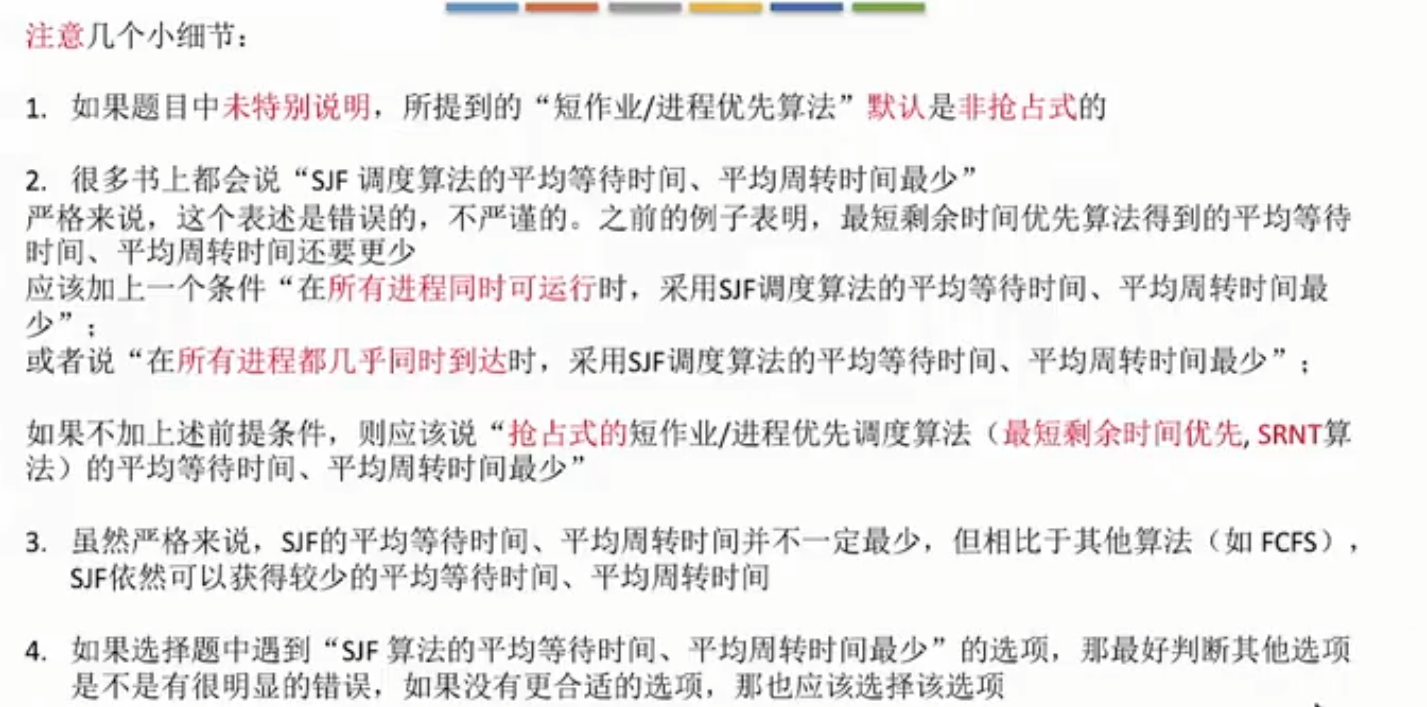 注意几个小细节：
1. 如果题目中未特别说明，所提到的“短作业/进程优先算法”默认是非抢占式的
2. 很多书上都会说“SJF 调度算法的平均等待时间、平均周转时间最少”
严格来说，这个表述是错误的，不严谨的。之前的例子表明，最短剩余时间优先算法得到的平均等待
时间、平均周转时间还要更少
应该加上一个条件“在所有进程同时可运行时，采用SJF调度算法的平均等待时间、平均周转时间最
少”；
或者说“在所有进程都几乎同时到达时，采用SJF调度算法的平均等待时间、平均周转时间最少”；
如果不加上述前提条件，则应该说“抢占式的短作业/进程优先调度算法（最短剩余时间优先, SRNT算
法）的平均等待时间、平均周转时间最少”
3. 虽然严格来说，SJF的平均等待时间、平均周转时间并不一定最少，但相比于其他算法（如 FCFS），
SJF依然可以获得较少的平均等待时间、平均周转时间
4. 如果选择题中遇到“SJF 算法的平均等待时间、平均周转时间最少”的选项，那最好判断其他选项
是不是有很明显的错误，如果没有更合适的选项，那也应该选择该选项